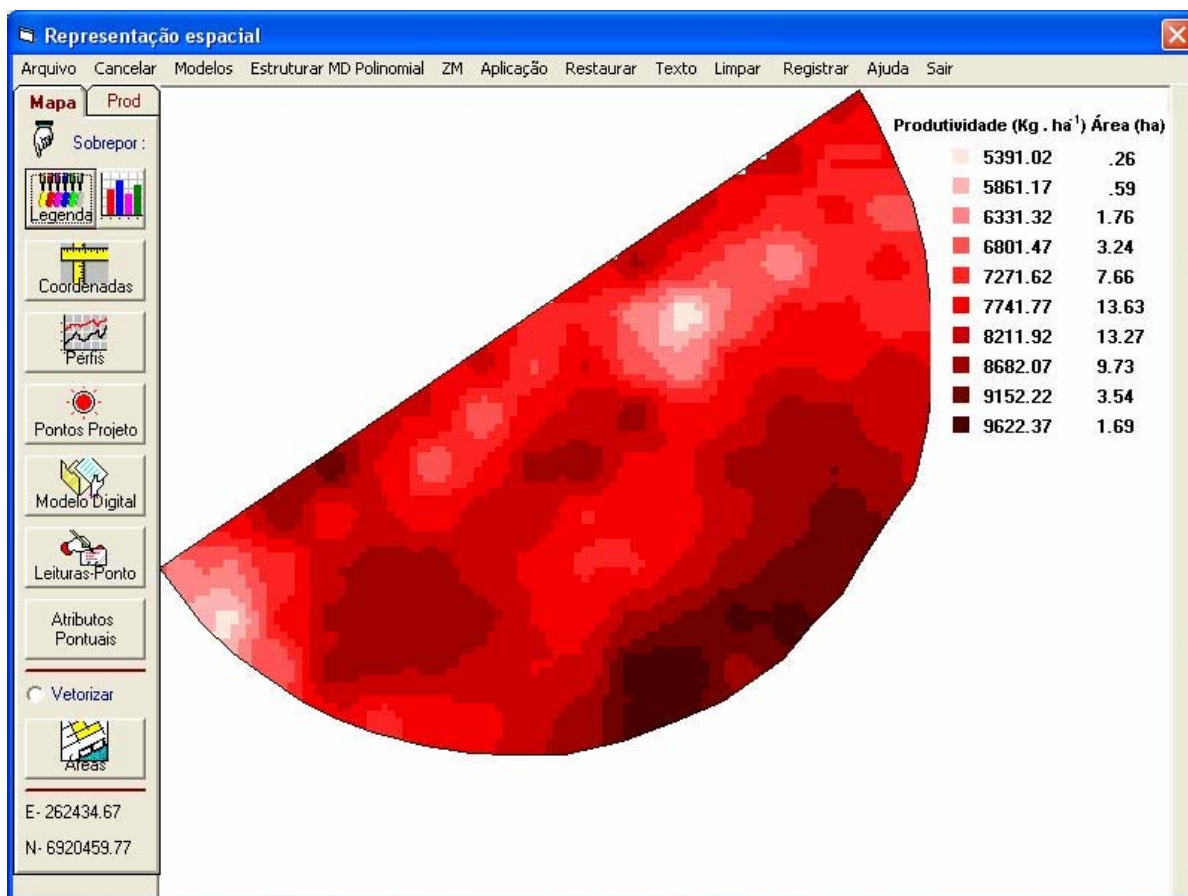 Representação espacial
Arquivo Cancelar Modelos Estruturar MD Polinomial ZM Aplicação Restaurar Texto Limpar Registrar Ajuda Sair
Mapa Prod
Sobrepor :
Legenda
Coordenadas
Perfis
Pontos Projeto
Modelo Digital
Leituras-Ponto
Atributos
Pontuais
Vetorizar
Áreas
E- 262434.67
N- 6920459.77
Produtividade (Kg . ha⁻¹) Área (ha)
5391.02 .26
5861.17 .59
6331.32 1.76
6801.47 3.24
7271.62 7.66
7741.77 13.63
8211.92 13.27
8682.07 9.73
9152.22 3.54
9622.37 1.69